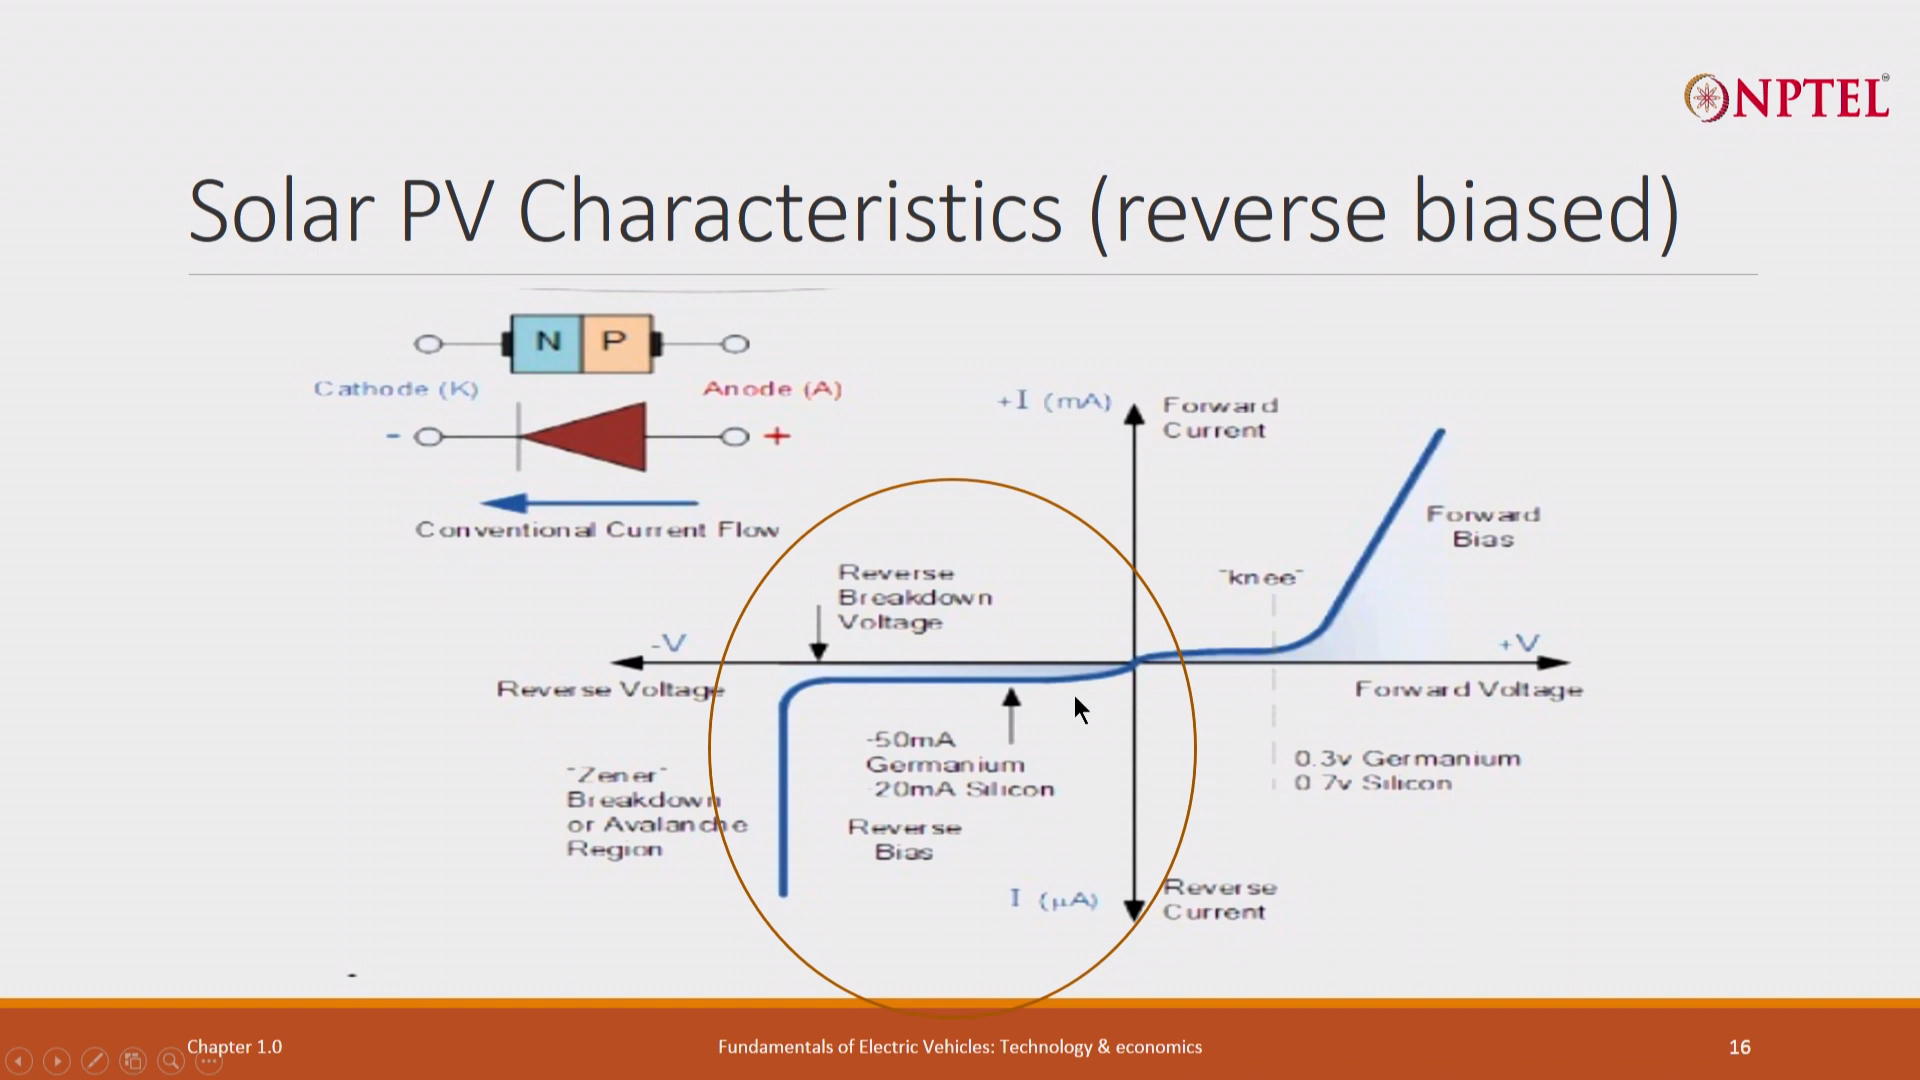 NPTEL
Solar PV Characteristics (reverse biased)
N P
Cathode (K)
Anode (A)
- +
Conventional Current Flow
+I (mA)
Forward
Current
Forward
Bias
"knee"
Reverse
Breakdown
Voltage
-V
+V
Reverse Voltage
Forward Voltage
-50mA
Germanium
-20mA Silicon
0.3v Germanium
0.7v Silicon
"Zener"
Breakdown
or Avalanche
Region
Reverse
Bias
I (μA)
Reverse
Current
Chapter 1.0
Fundamentals of Electric Vehicles: Technology & economics
16